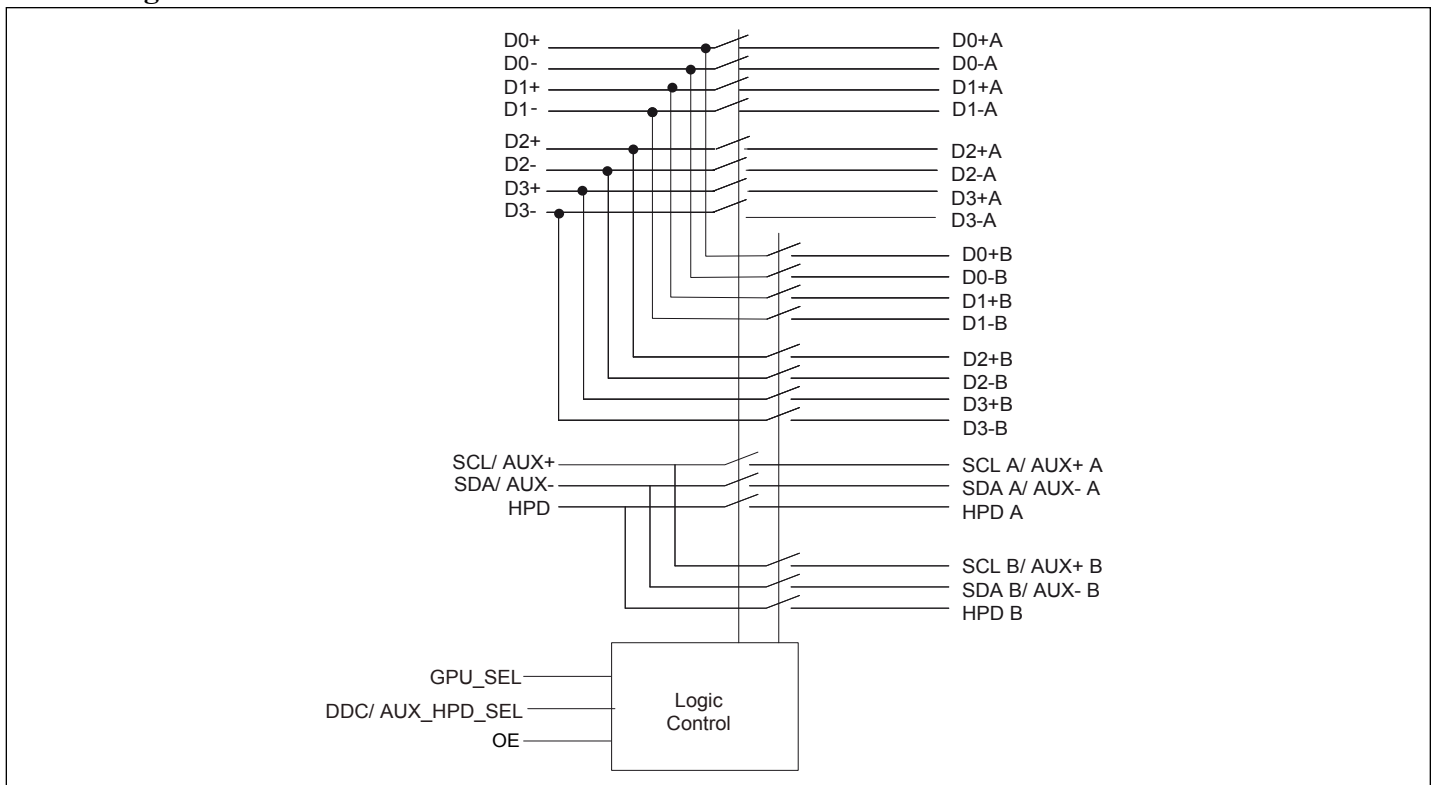 D0+
D0-
D1+
D1-
D2+
D2-
D3+
D3-
D0+A
D0-A
D1+A
D1-A
D2+A
D2-A
D3+A
D3-A
D0+B
D0-B
D1+B
D1-B
D2+B
D2-B
D3+B
D3-B
SCL/ AUX+
SDA/ AUX-
HPD
SCL A/ AUX+ A
SDA A/ AUX- A
HPD A
SCL B/ AUX+ B
SDA B/ AUX- B
HPD B
GPU_SEL
DDC/ AUX_HPD_SEL
OE
Logic
Control